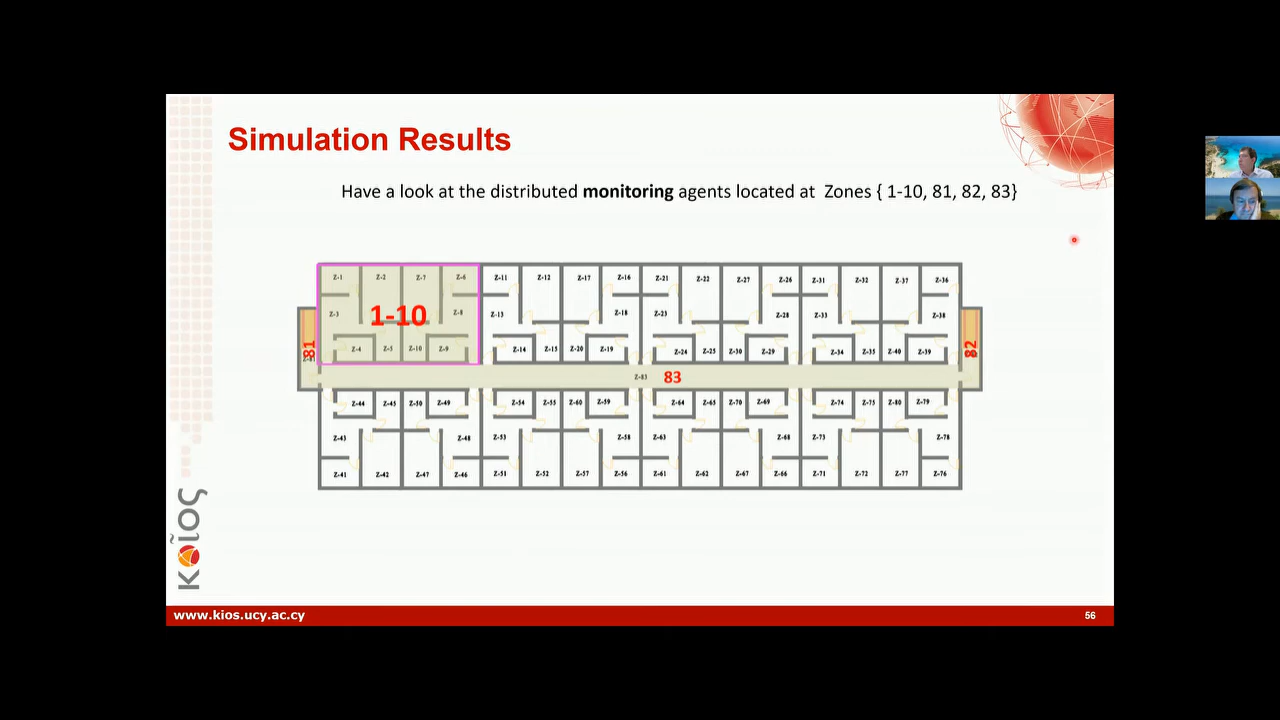 Simulation Results
Have a look at the distributed monitoring agents located at Zones { 1-10, 81, 82, 83}
Z-1 Z-2 Z-7 Z-6 Z-11 Z-12 Z-17 Z-16 Z-21 Z-22 Z-27 Z-26 Z-31 Z-32 Z-37 Z-36
Z-3 1-10 Z-8 Z-13 Z-18 Z-23 Z-28 Z-33 Z-38
81 Z-4 Z-5 Z-10 Z-9 Z-14 Z-15 Z-20 Z-19 Z-24 Z-25 Z-30 Z-29 Z-34 Z-35 Z-40 Z-39 82
Z-83 83
Z-44 Z-45 Z-50 Z-49 Z-54 Z-55 Z-60 Z-59 Z-64 Z-65 Z-70 Z-69 Z-74 Z-75 Z-80 Z-79
Z-43 Z-48 Z-53 Z-58 Z-63 Z-68 Z-73 Z-78
Z-41 Z-42 Z-47 Z-46 Z-51 Z-52 Z-57 Z-56 Z-61 Z-62 Z-67 Z-66 Z-71 Z-72 Z-77 Z-76
κοῖος
www.kios.ucy.ac.cy
56